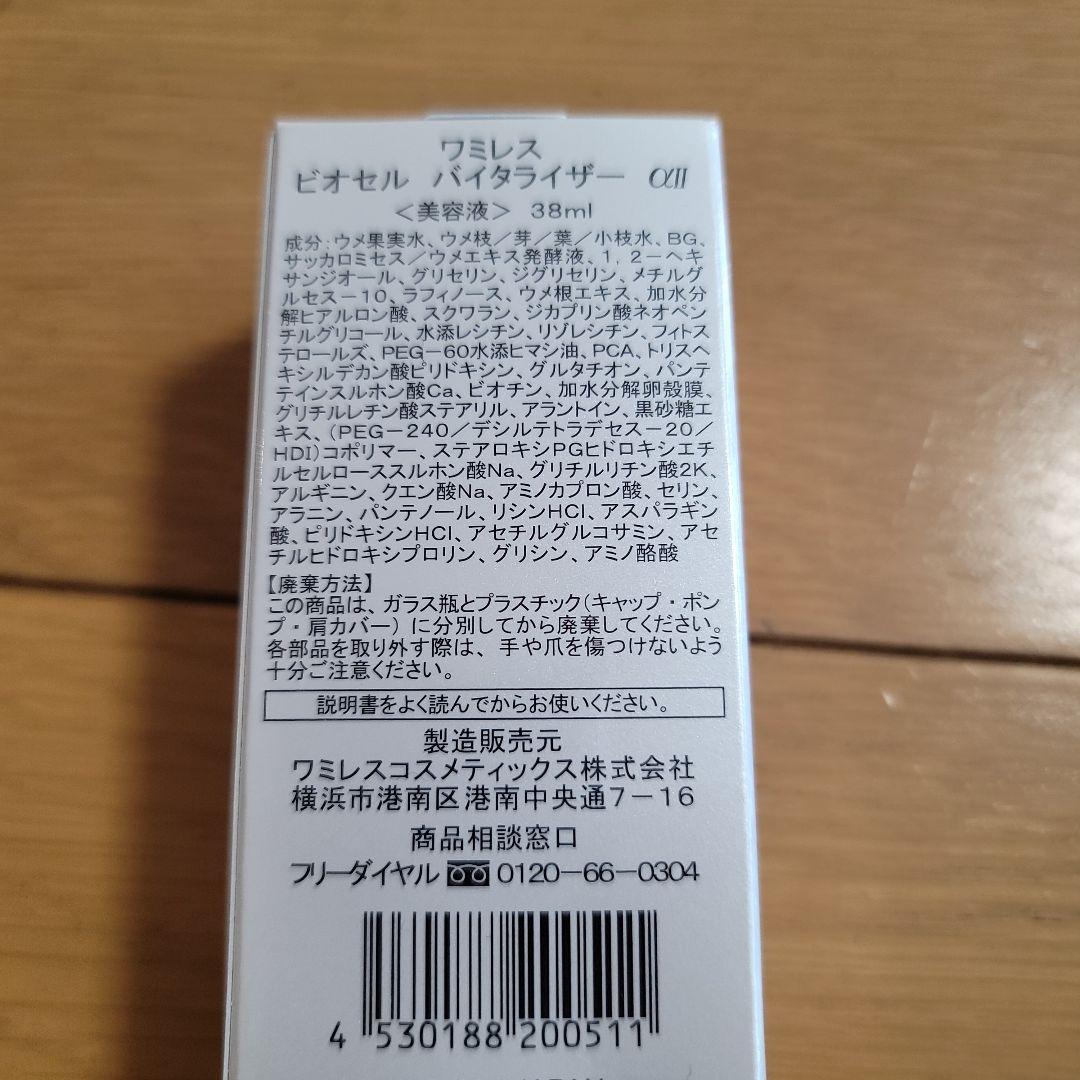 ワミレス
ビオセル バイタライザー αII
＜美容液＞ 38ml
成分：ウメ果実水、ウメ枝／芽／葉／小枝水、BG、
サッカロミセス／ウメエキス発酵液、1，2－ヘキ
サンジオール、グリセリン、ジグリセリン、メチルグ
ルセス－10、ラフィノース、ウメ根エキス、加水分
解ヒアルロン酸、スクワラン、ジカプリン酸ネオペン
チルグリコール、水添レシチン、リゾレシチン、フィトス
テロールズ、PEG－60水添ヒマシ油、PCA、トリスヘ
キシルデカン酸ピリドキシン、グルタチオン、パンテ
テインスルホン酸Ca、ビオチン、加水分解卵殻膜、
グリチルレチン酸ステアリル、アラントイン、黒砂糖エ
キス、（PEG－240／デシルテトラデセス－20／
HDI）コポリマー、ステアロキシPGヒドロキシエチ
ルセルローススルホン酸Na、グリチルリチン酸2K、
アルギニン、クエン酸Na、アミノカプロン酸、セリン、
アラニン、パンテノール、リシンHCl、アスパラギン
酸、ピリドキシンHCl、アセチルグルコサミン、アセ
チルヒドロキシプロリン、グリシン、アミノ酪酸
【廃棄方法】
この商品は、ガラス瓶とプラスチック（キャップ・ポン
プ・肩カバー）に分別してから廃棄してください。
各部品を取り外す際は、手や爪を傷つけないよう
十分ご注意ください。
説明書をよく読んでからお使いください。
製造販売元
ワミレスコスメティックス株式会社
横浜市港南区港南中央通7－16
商品相談窓口
フリーダイヤル 0120－66－0304
4 530188 200511